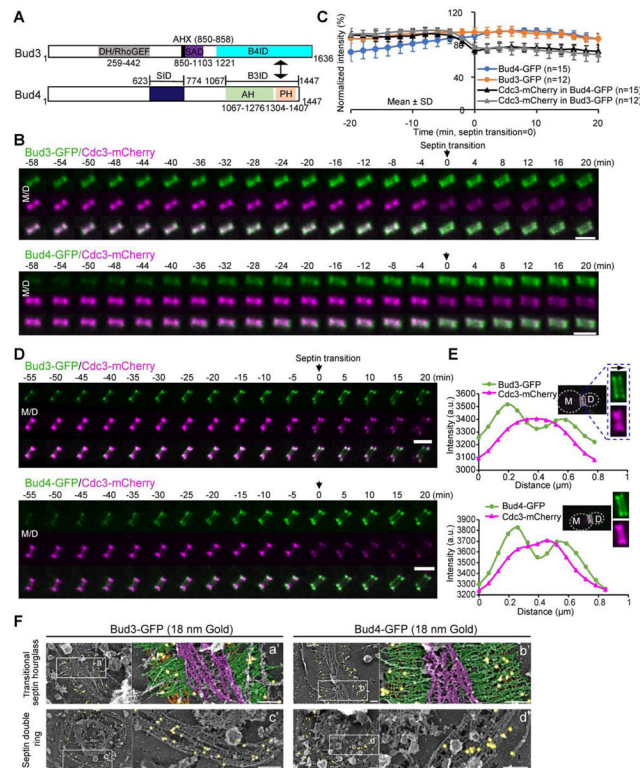 A
AHX (850-858)
Bud3 1 DH/RhoGEF SAD B4ID 1636
259-442 850-1103 1221
SID B3ID
623 774 1067 1447
Bud4 1 AH PH 1447
1067-1276 1304-1407
C
Normalized intensity (%)
120
80
40
0
Bud4-GFP (n=15)
Bud3-GFP (n=12)
Cdc3-mCherry in Bud4-GFP (n=15)
Cdc3-mCherry in Bud3-GFP (n=12)
Mean ± SD
-20 -10 0 10 20
Time (min, septin transition=0)
B
Septin transition
Bud3-GFP/Cdc3-mCherry
-58 -54 -50 -48 -44 -40 -36 -32 -28 -24 -20 -16 -12 -8 -4 0 4 8 12 16 20 (min)
M/D
Bud4-GFP/Cdc3-mCherry
-58 -54 -50 -48 -44 -40 -36 -32 -28 -24 -20 -16 -12 -8 -4 0 4 8 12 16 20 (min)
M/D
D
Septin transition
Bud3-GFP/Cdc3-mCherry
-55 -50 -45 -40 -35 -30 -25 -20 -15 -10 -5 0 5 10 15 20 (min)
M/D
Bud4-GFP/Cdc3-mCherry
-55 -50 -45 -40 -35 -30 -25 -20 -15 -10 -5 0 5 10 15 20 (min)
M/D
E
Bud3-GFP
Cdc3-mCherry
M D
Intensity (a.u.)
3600
3500
3400
3300
3200
3100
3000
0 0.2 0.4 0.6 0.8 1
Distance (μm)
Bud4-GFP
Cdc3-mCherry
M D
Intensity (a.u.)
3900
3800
3700
3600
3500
3400
3300
3200
0 0.2 0.4 0.6 0.8
Distance (μm)
F
Bud3-GFP (18 nm Gold) Bud4-GFP (18 nm Gold)
Transitional septin hourglass
a a' b b'
Septin double ring
c c' d d'